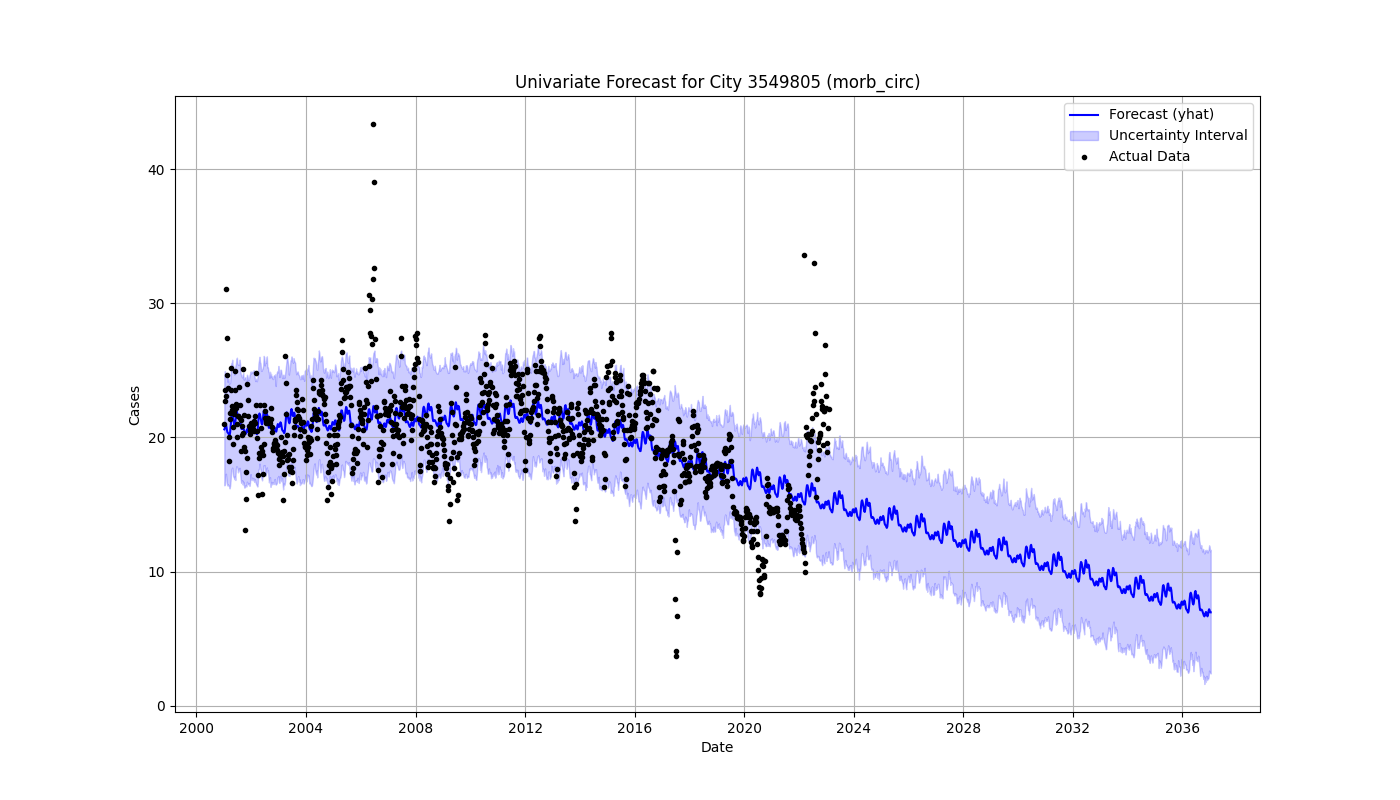 Univariate Forecast for City 3549805 (morb_circ)
Forecast (yhat)
Uncertainty Interval
Actual Data
Cases
40
30
20
10
0
2000 2004 2008 2012 2016 2020 2024 2028 2032 2036
Date